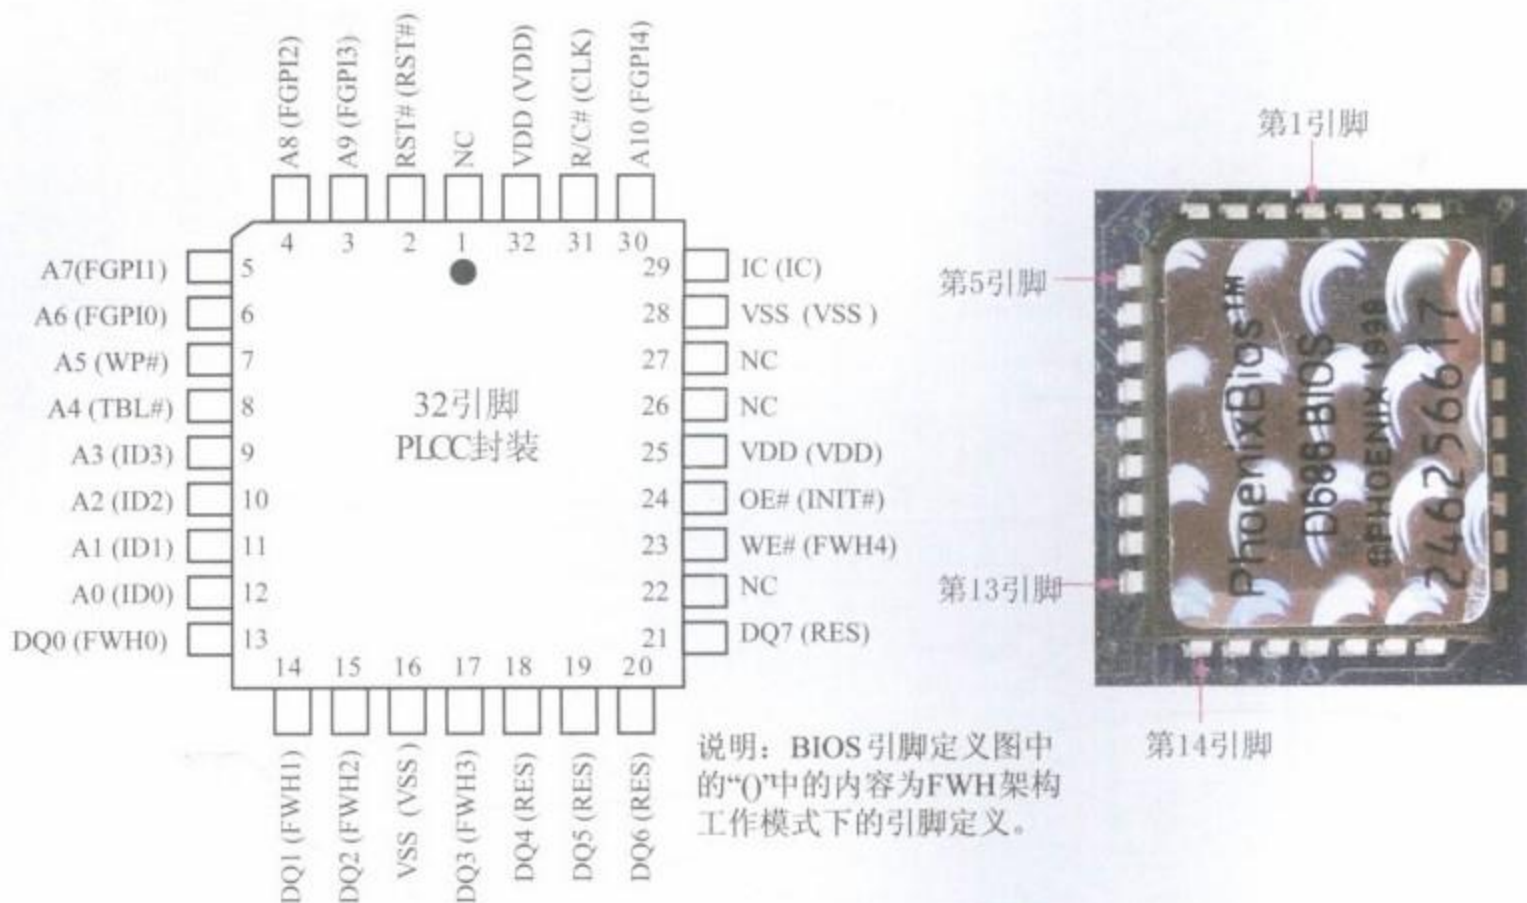 A8 (FGPI2)
A9 (FGPI3)
RST# (RST#)
NC
VDD (VDD)
R/C# (CLK)
A10 (FGPI4)
4
3
2
1
32
31
30
A7(FGPI1)
5
A6 (FGPI0)
6
A5 (WP#)
7
A4 (TBL#)
8
A3 (ID3)
9
A2 (ID2)
10
A1 (ID1)
11
A0 (ID0)
12
DQ0 (FWH0)
13
32引脚
PLCC封装
29
IC (IC)
28
VSS (VSS )
27
NC
26
NC
25
VDD (VDD)
24
OE# (INIT#)
23
WE# (FWH4)
22
NC
21
DQ7 (RES)
14
15
16
17
18
19
20
DQ1 (FWH1)
DQ2 (FWH2)
VSS (VSS )
DQ3 (FWH3)
DQ4 (RES)
DQ5 (RES)
DQ6 (RES)
说明：BIOS引脚定义图中
的“()”中的内容为FWH架构
工作模式下的引脚定义。
第1引脚
第5引脚
第13引脚
第14引脚
PhoenixBios™
D686 BIOS
©PHOENIX 1998
246256617